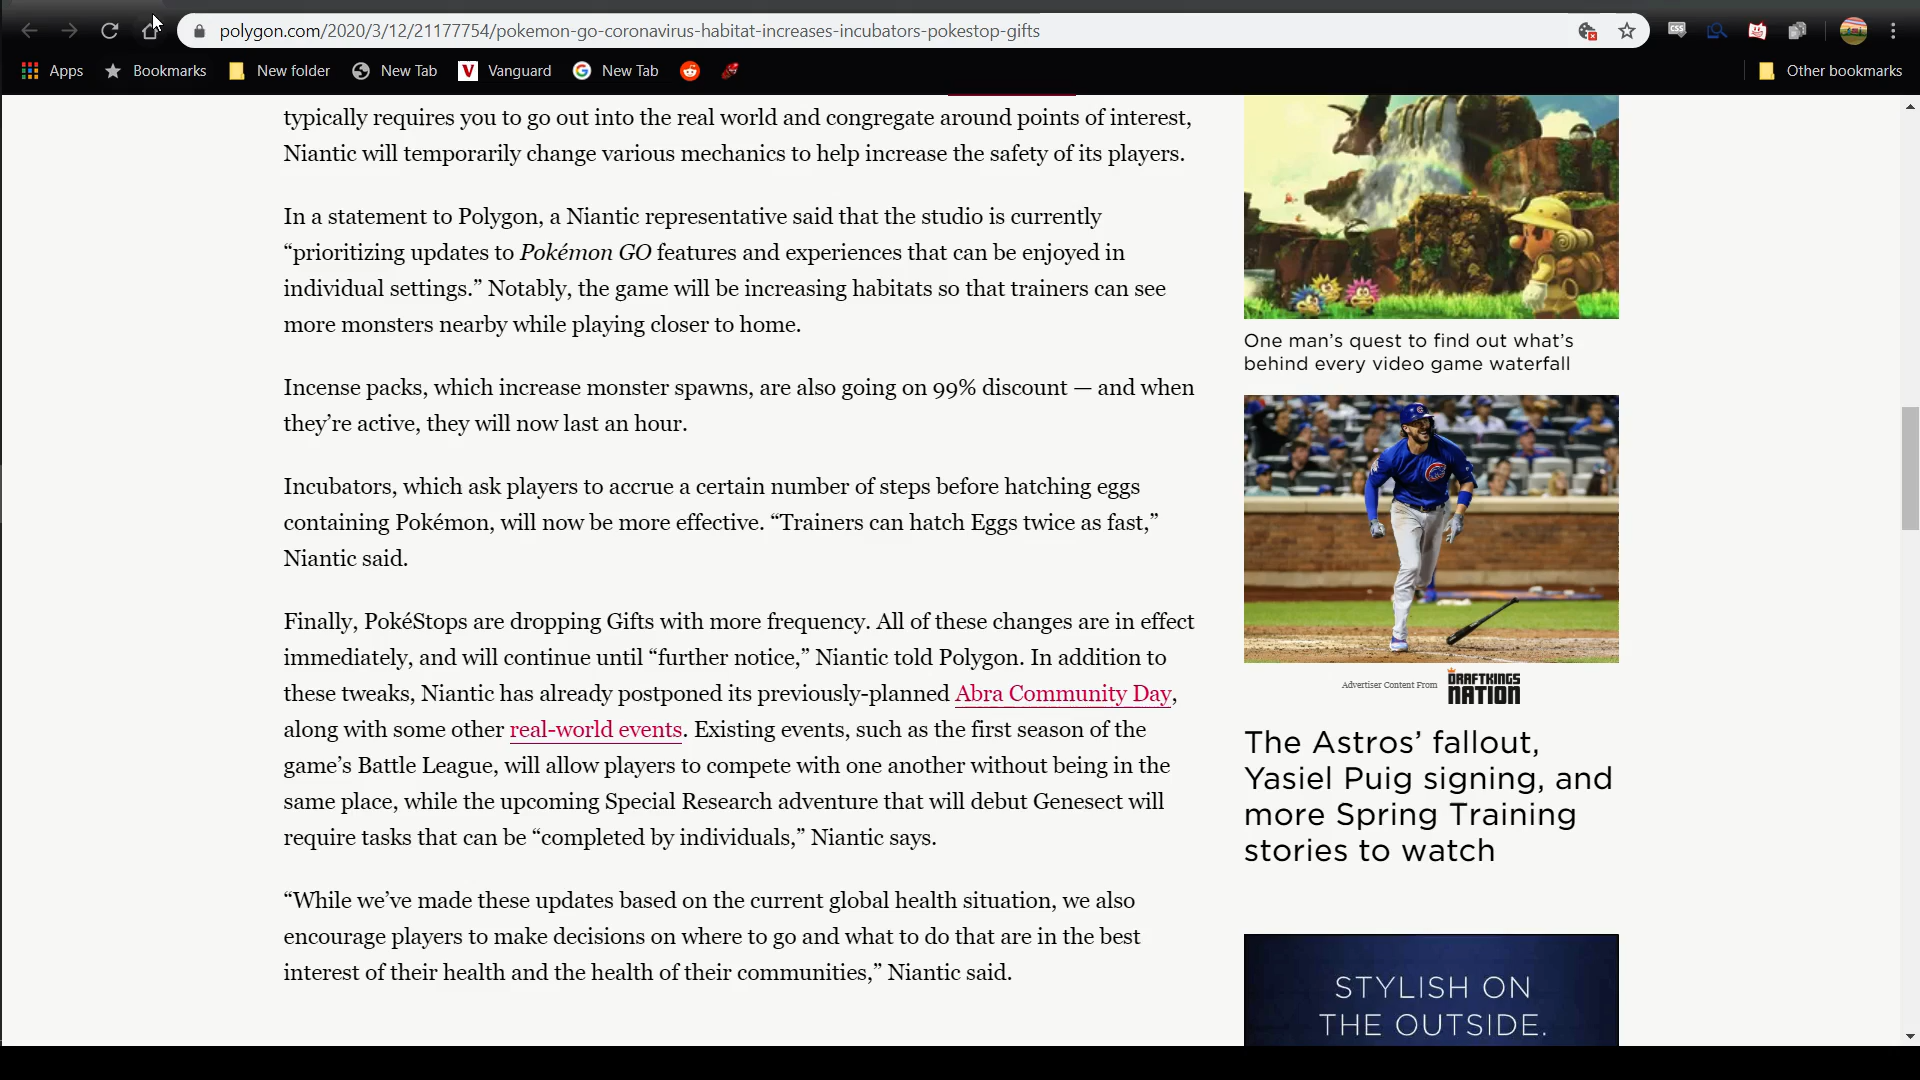 polygon.com/2020/3/12/21177754/pokemon-go-coronavirus-habitat-increases-incubators-pokestop-gifts
CSS
Apps
Bookmarks
New folder
New Tab
Vanguard
New Tab
Other bookmarks
typically requires you to go out into the real world and congregate around points of interest,
Niantic will temporarily change various mechanics to help increase the safety of its players.
In a statement to Polygon, a Niantic representative said that the studio is currently
“prioritizing updates to Pokémon GO features and experiences that can be enjoyed in
individual settings.” Notably, the game will be increasing habitats so that trainers can see
more monsters nearby while playing closer to home.
Incense packs, which increase monster spawns, are also going on 99% discount — and when
they’re active, they will now last an hour.
Incubators, which ask players to accrue a certain number of steps before hatching eggs
containing Pokémon, will now be more effective. “Trainers can hatch Eggs twice as fast,”
Niantic said.
Finally, PokéStops are dropping Gifts with more frequency. All of these changes are in effect
immediately, and will continue until “further notice,” Niantic told Polygon. In addition to
these tweaks, Niantic has already postponed its previously-planned Abra Community Day,
along with some other real-world events. Existing events, such as the first season of the
game’s Battle League, will allow players to compete with one another without being in the
same place, while the upcoming Special Research adventure that will debut Genesect will
require tasks that can be “completed by individuals,” Niantic says.
“While we’ve made these updates based on the current global health situation, we also
encourage players to make decisions on where to go and what to do that are in the best
interest of their health and the health of their communities,” Niantic said.
One man’s quest to find out what’s
behind every video game waterfall
Advertiser Content From
DRAFTKINGS
NATION
The Astros’ fallout,
Yasiel Puig signing, and
more Spring Training
stories to watch
STYLISH ON
THE OUTSIDE.